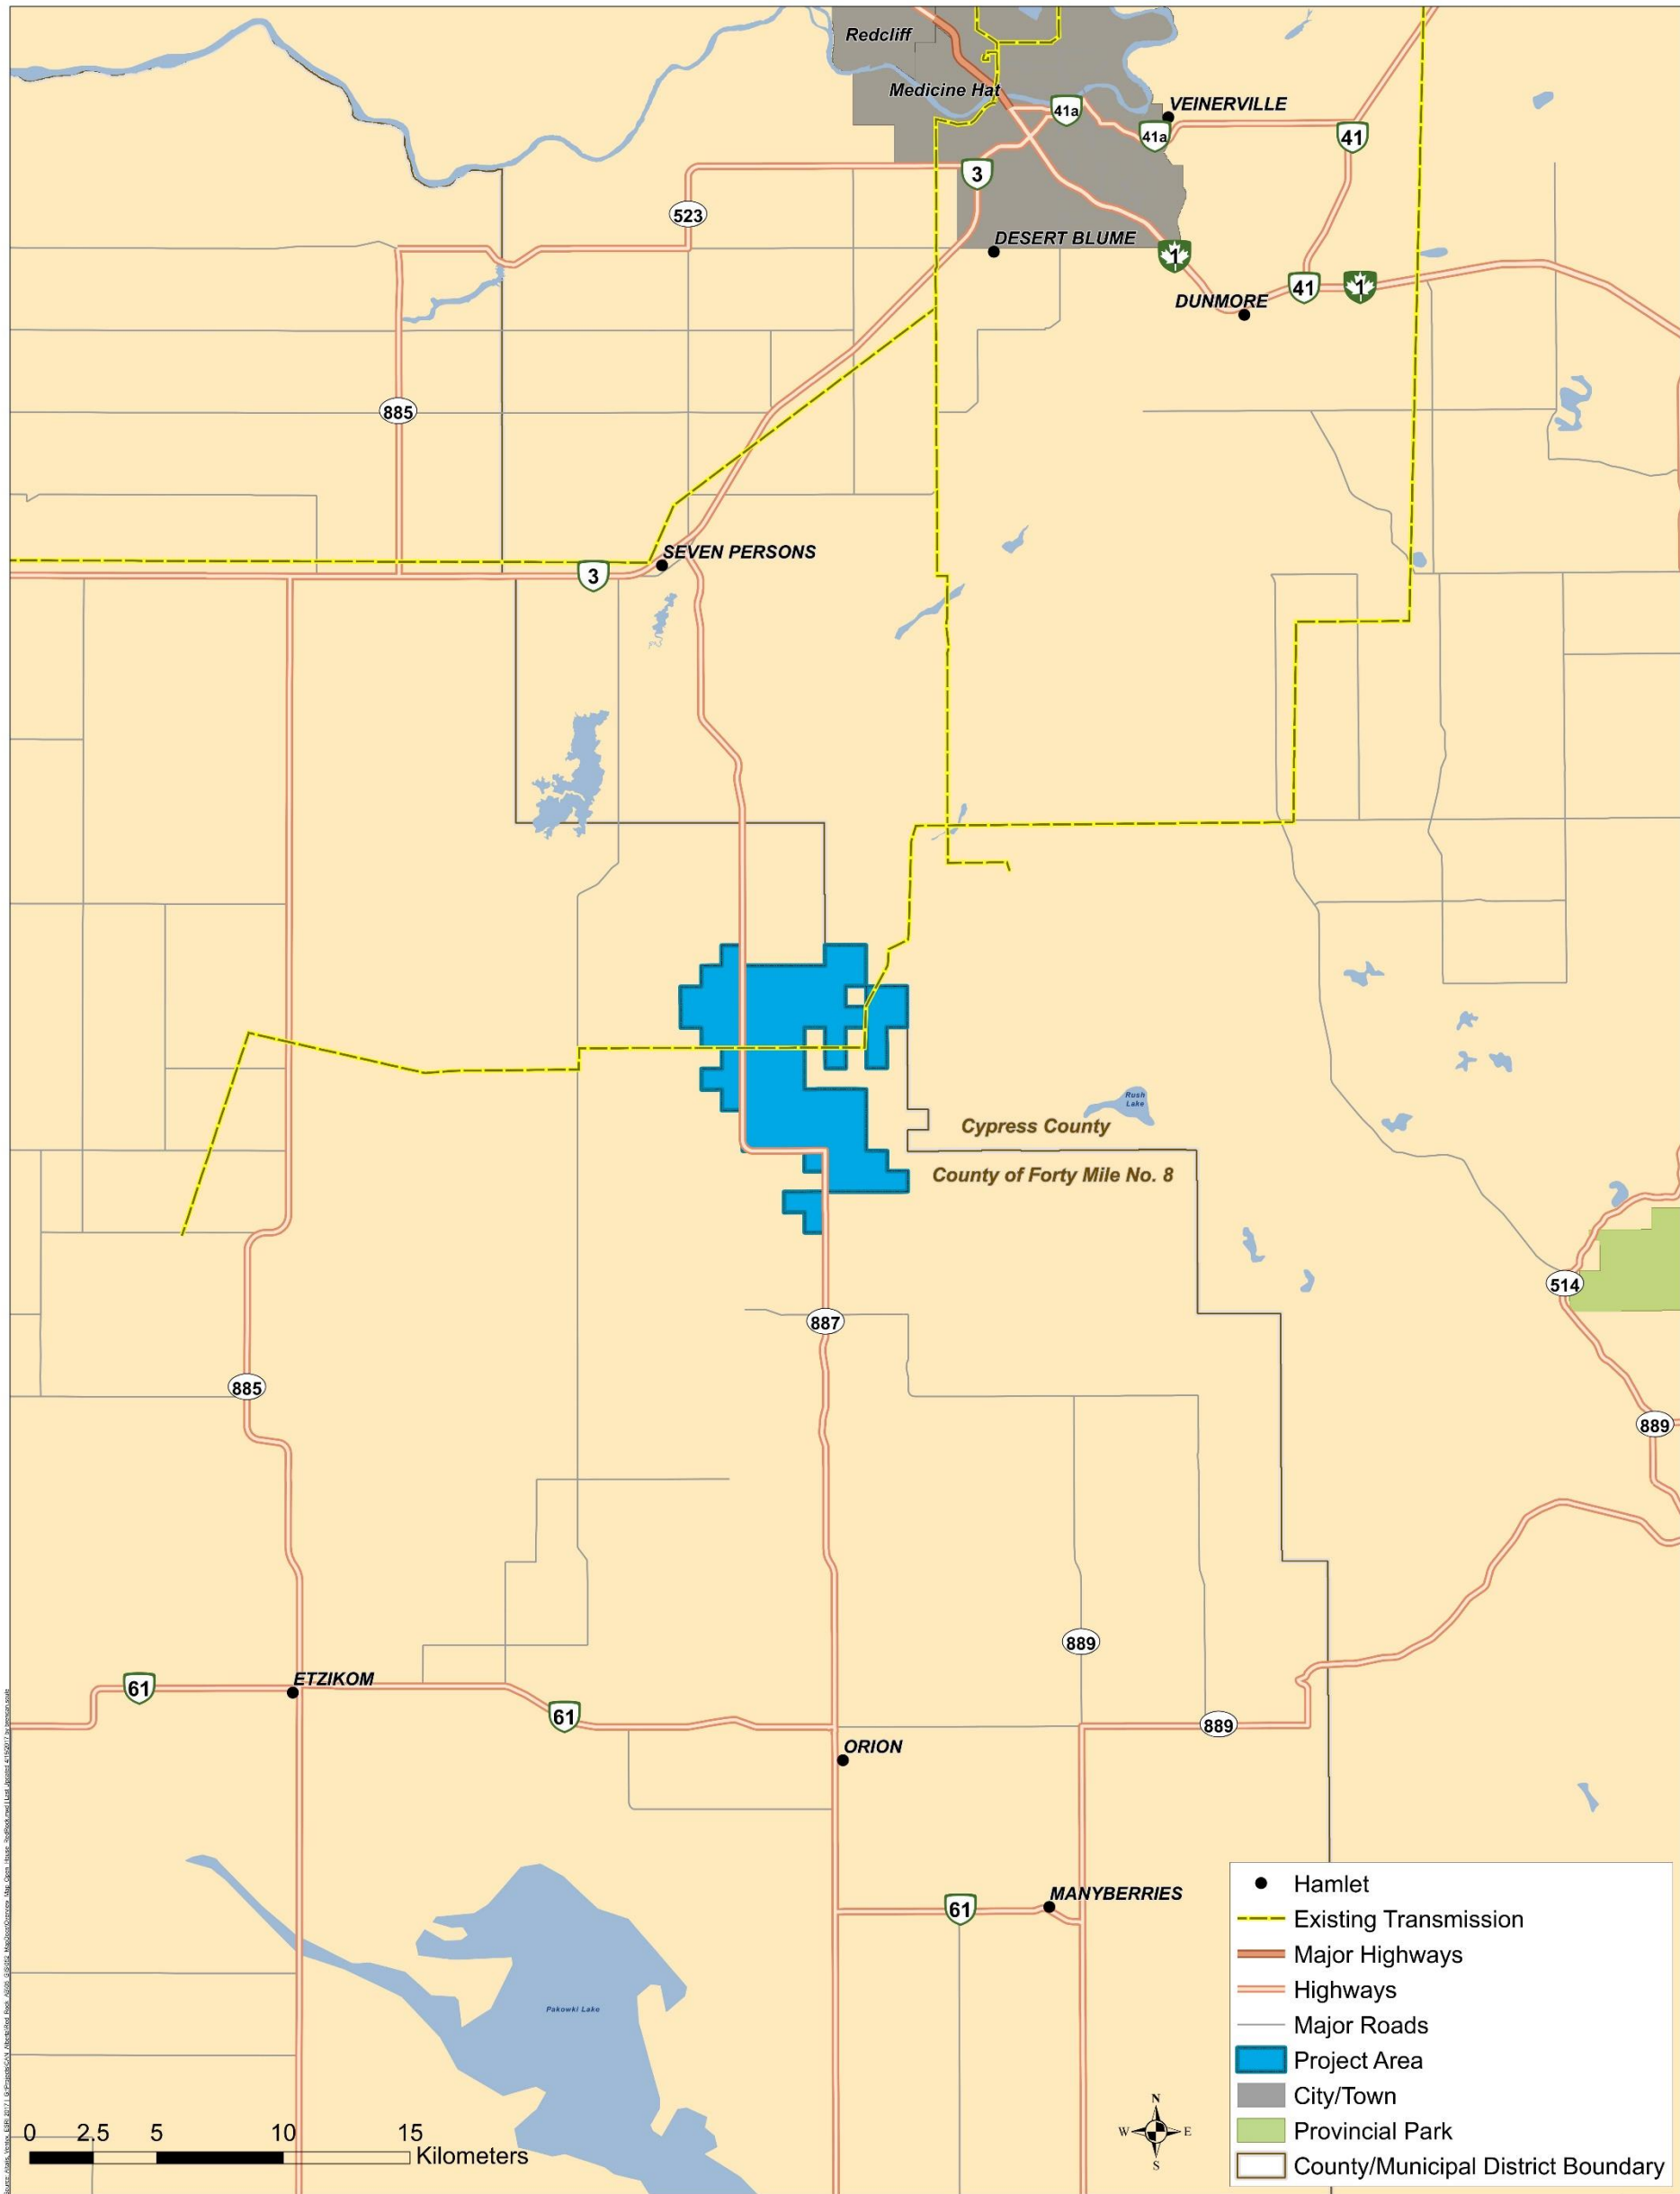 Redcliff
Medicine Hat
41a
VEINERVILLE
41a
41
3
523
DESERT BLUME
1
DUNMORE
41
1
885
SEVEN PERSONS
3
Rush
Lake
Cypress County
County of Forty Mile No. 8
514
887
885
889
889
ETZIKOM
61
61
889
ORION
MANYBERRIES
61
Pakowki Lake
Hamlet
Existing Transmission
Major Highways
Highways
Major Roads
Project Area
City/Town
Provincial Park
County/Municipal District Boundary
N
W E
S
0 2.5 5 10 15
Kilometers